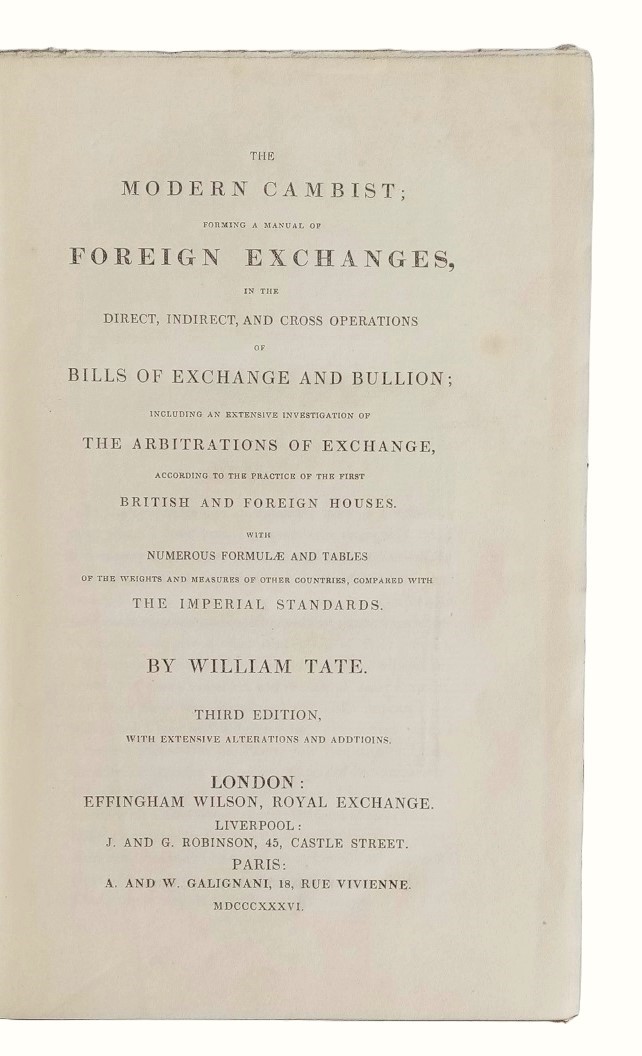 THE
MODERN CAMBIST;
FORMING A MANUAL OF
FOREIGN EXCHANGES,
IN THE
DIRECT, INDIRECT, AND CROSS OPERATIONS
OF
BILLS OF EXCHANGE AND BULLION;
INCLUDING AN EXTENSIVE INVESTIGATION OF
THE ARBITRATIONS OF EXCHANGE,
ACCORDING TO THE PRACTICE OF THE FIRST
BRITISH AND FOREIGN HOUSES.
WITH
NUMEROUS FORMULÆ AND TABLES
OF THE WEIGHTS AND MEASURES OF OTHER COUNTRIES, COMPARED WITH
THE IMPERIAL STANDARDS.
BY WILLIAM TATE.
THIRD EDITION,
WITH EXTENSIVE ALTERATIONS AND ADDTIOINS.
LONDON:
EFFINGHAM WILSON, ROYAL EXCHANGE.
LIVERPOOL:
J. AND G. ROBINSON, 45, CASTLE STREET.
PARIS:
A. AND W. GALIGNANI, 18, RUE VIVIENNE.
MDCCCXXXVI.